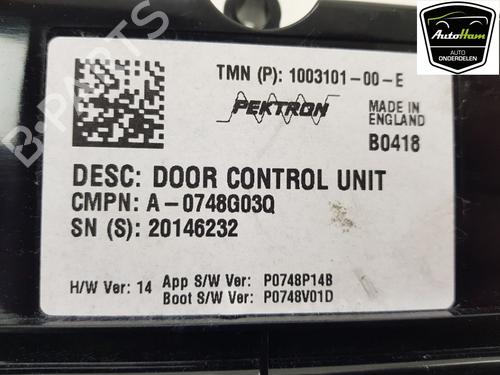 AutoHam
AUTO
ONDERDELEN
TMN (P): 1003101-00-E
PEKTRON
MADE IN
ENGLAND
B0418
B-PARTS
DESC: DOOR CONTROL UNIT
CMPN: A-0748G03Q
SN (S): 20146232
H/W Ver: 14 App S/W Ver: P0748P14B
Boot S/W Ver: P0748V01D